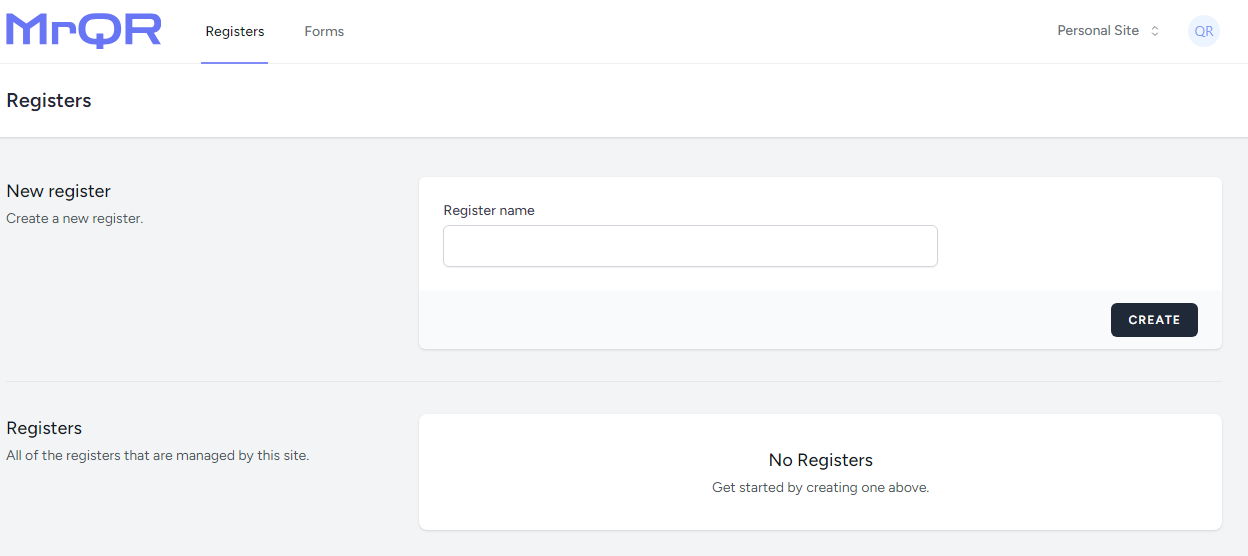 MrQR
Registers
Forms
Personal Site
QR
Registers
New register
Create a new register.
Register name
CREATE
Registers
All of the registers that are managed by this site.
No Registers
Get started by creating one above.